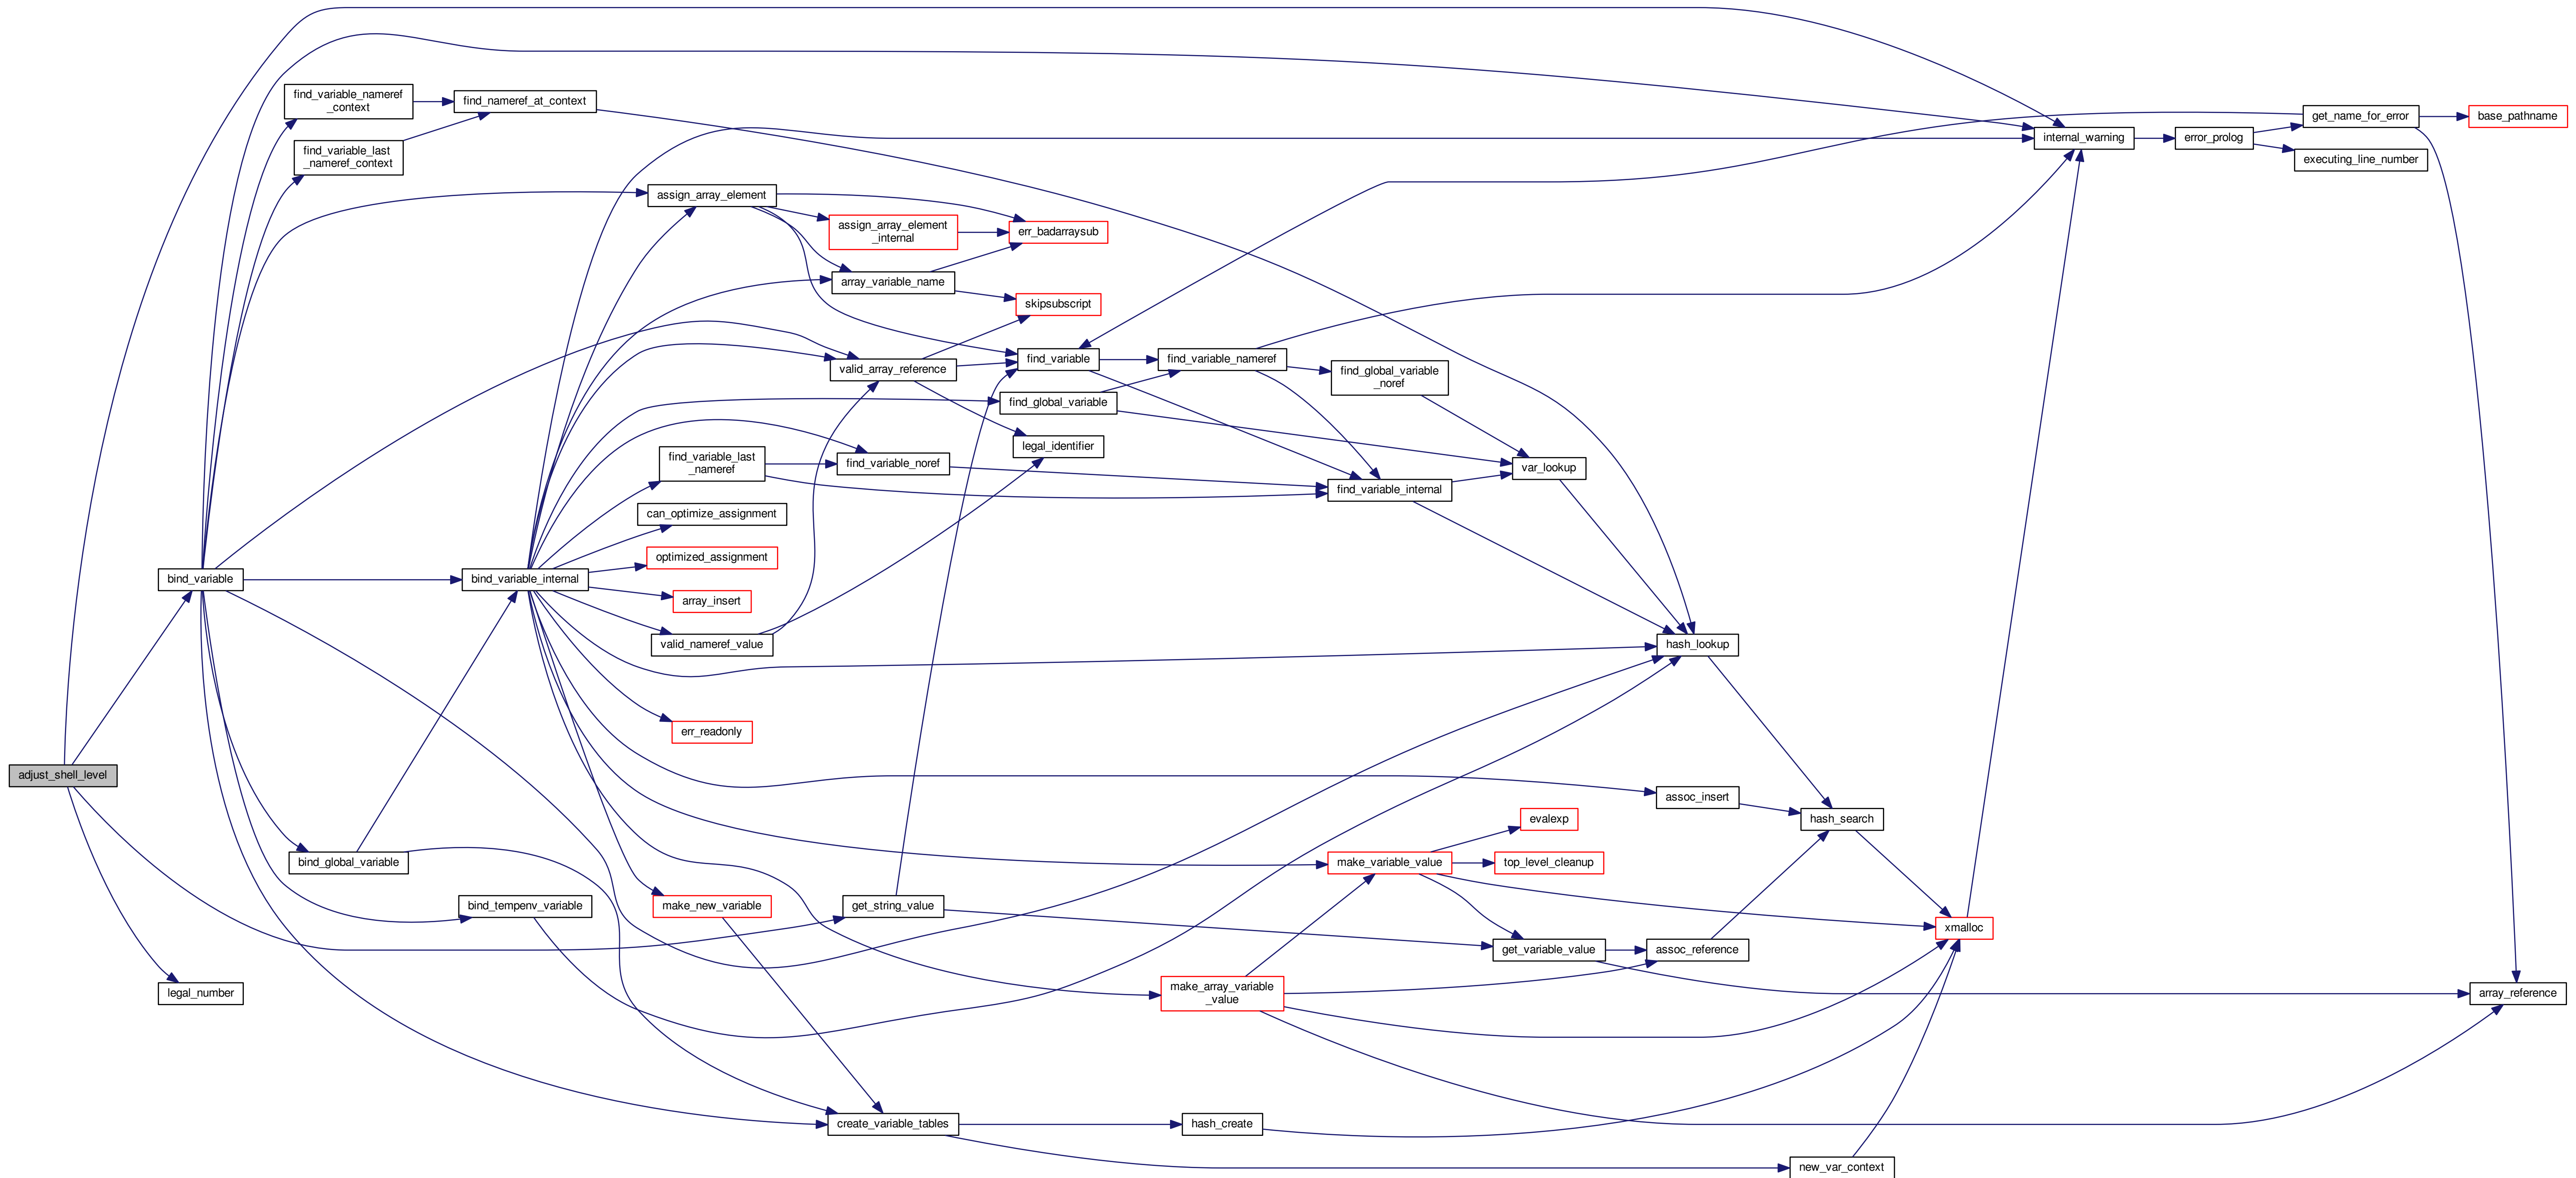 find_variable_nameref
_context
find_nameref_at_context
get_name_for_error
base_pathname
internal_warning
error_prolog
executing_line_number
find_variable_last
_nameref_context
assign_array_element
assign_array_element
_internal
err_badarraysub
array_variable_name
skipsubscript
find_variable
find_variable_nameref
valid_array_reference
find_global_variable
_noref
find_global_variable
legal_identifier
find_variable_last
_nameref
find_variable_noref
var_lookup
find_variable_internal
can_optimize_assignment
optimized_assignment
bind_variable
bind_variable_internal
array_insert
valid_nameref_value
hash_lookup
err_readonly
adjust_shell_level
assoc_insert
evalexp
hash_search
bind_global_variable
make_variable_value
top_level_cleanup
bind_tempenv_variable
make_new_variable
get_string_value
xmalloc
get_variable_value
assoc_reference
legal_number
make_array_variable
_value
array_reference
create_variable_tables
hash_create
new_var_context